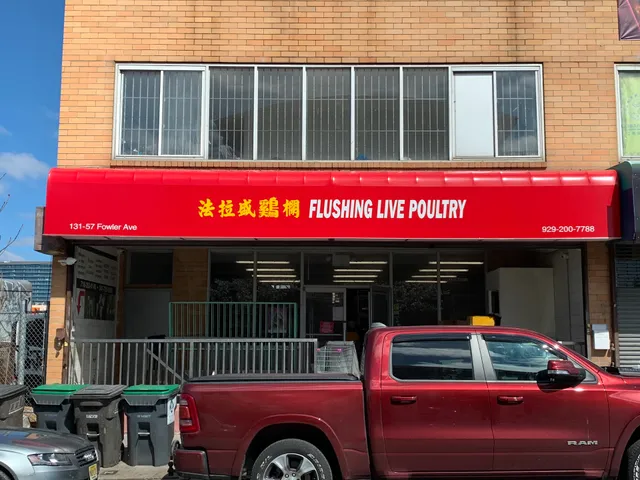 法拉盛鷄欄 FLUSHING LIVE POULTRY
131-57 Fowler Ave
929-200-7788
RAM